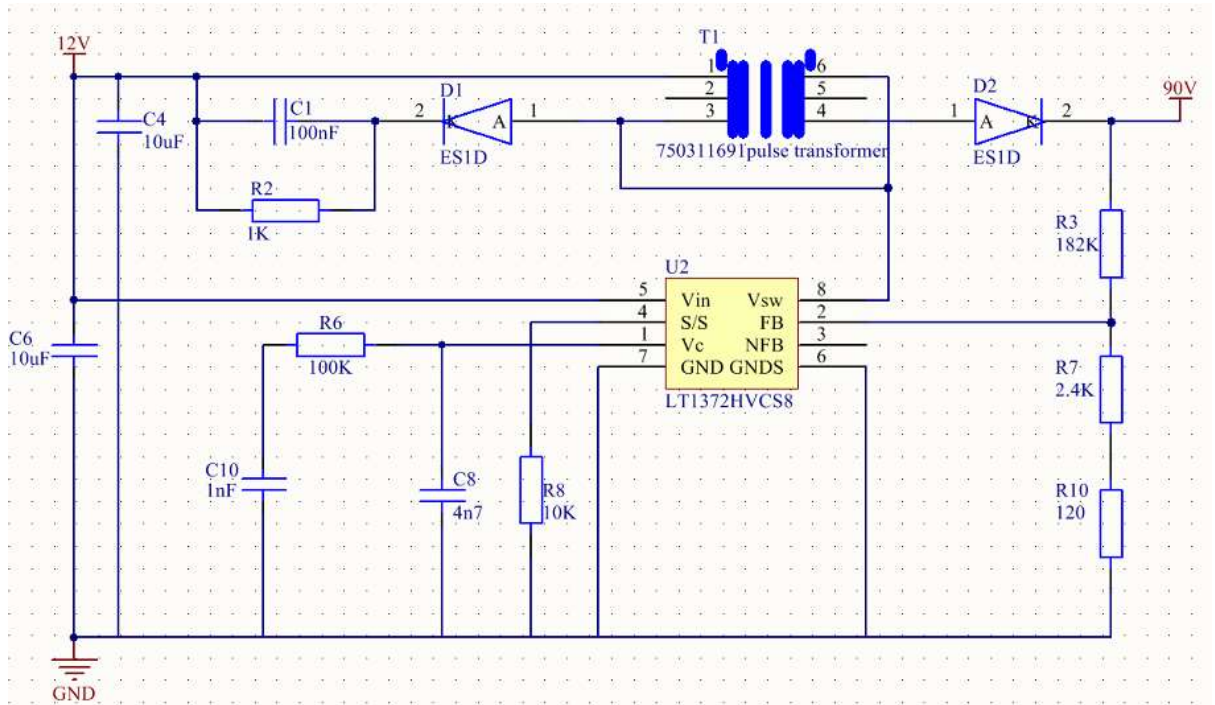 12V
T1
1
6
2
5
3
4
750311691pulse transformer
C4
10uF
C1
100nF
D1
2
K
A
1
ES1D
D2
1
A
K
2
ES1D
90V
R2
1K
R3
182K
U2
5
Vin
Vsw
8
4
S/S
FB
2
1
Vc
NFB
3
7
GND
GNDS
6
LT1372HVCS8
C6
10uF
R6
100K
R7
2.4K
C10
1nF
C8
4n7
R8
10K
R10
120
GND